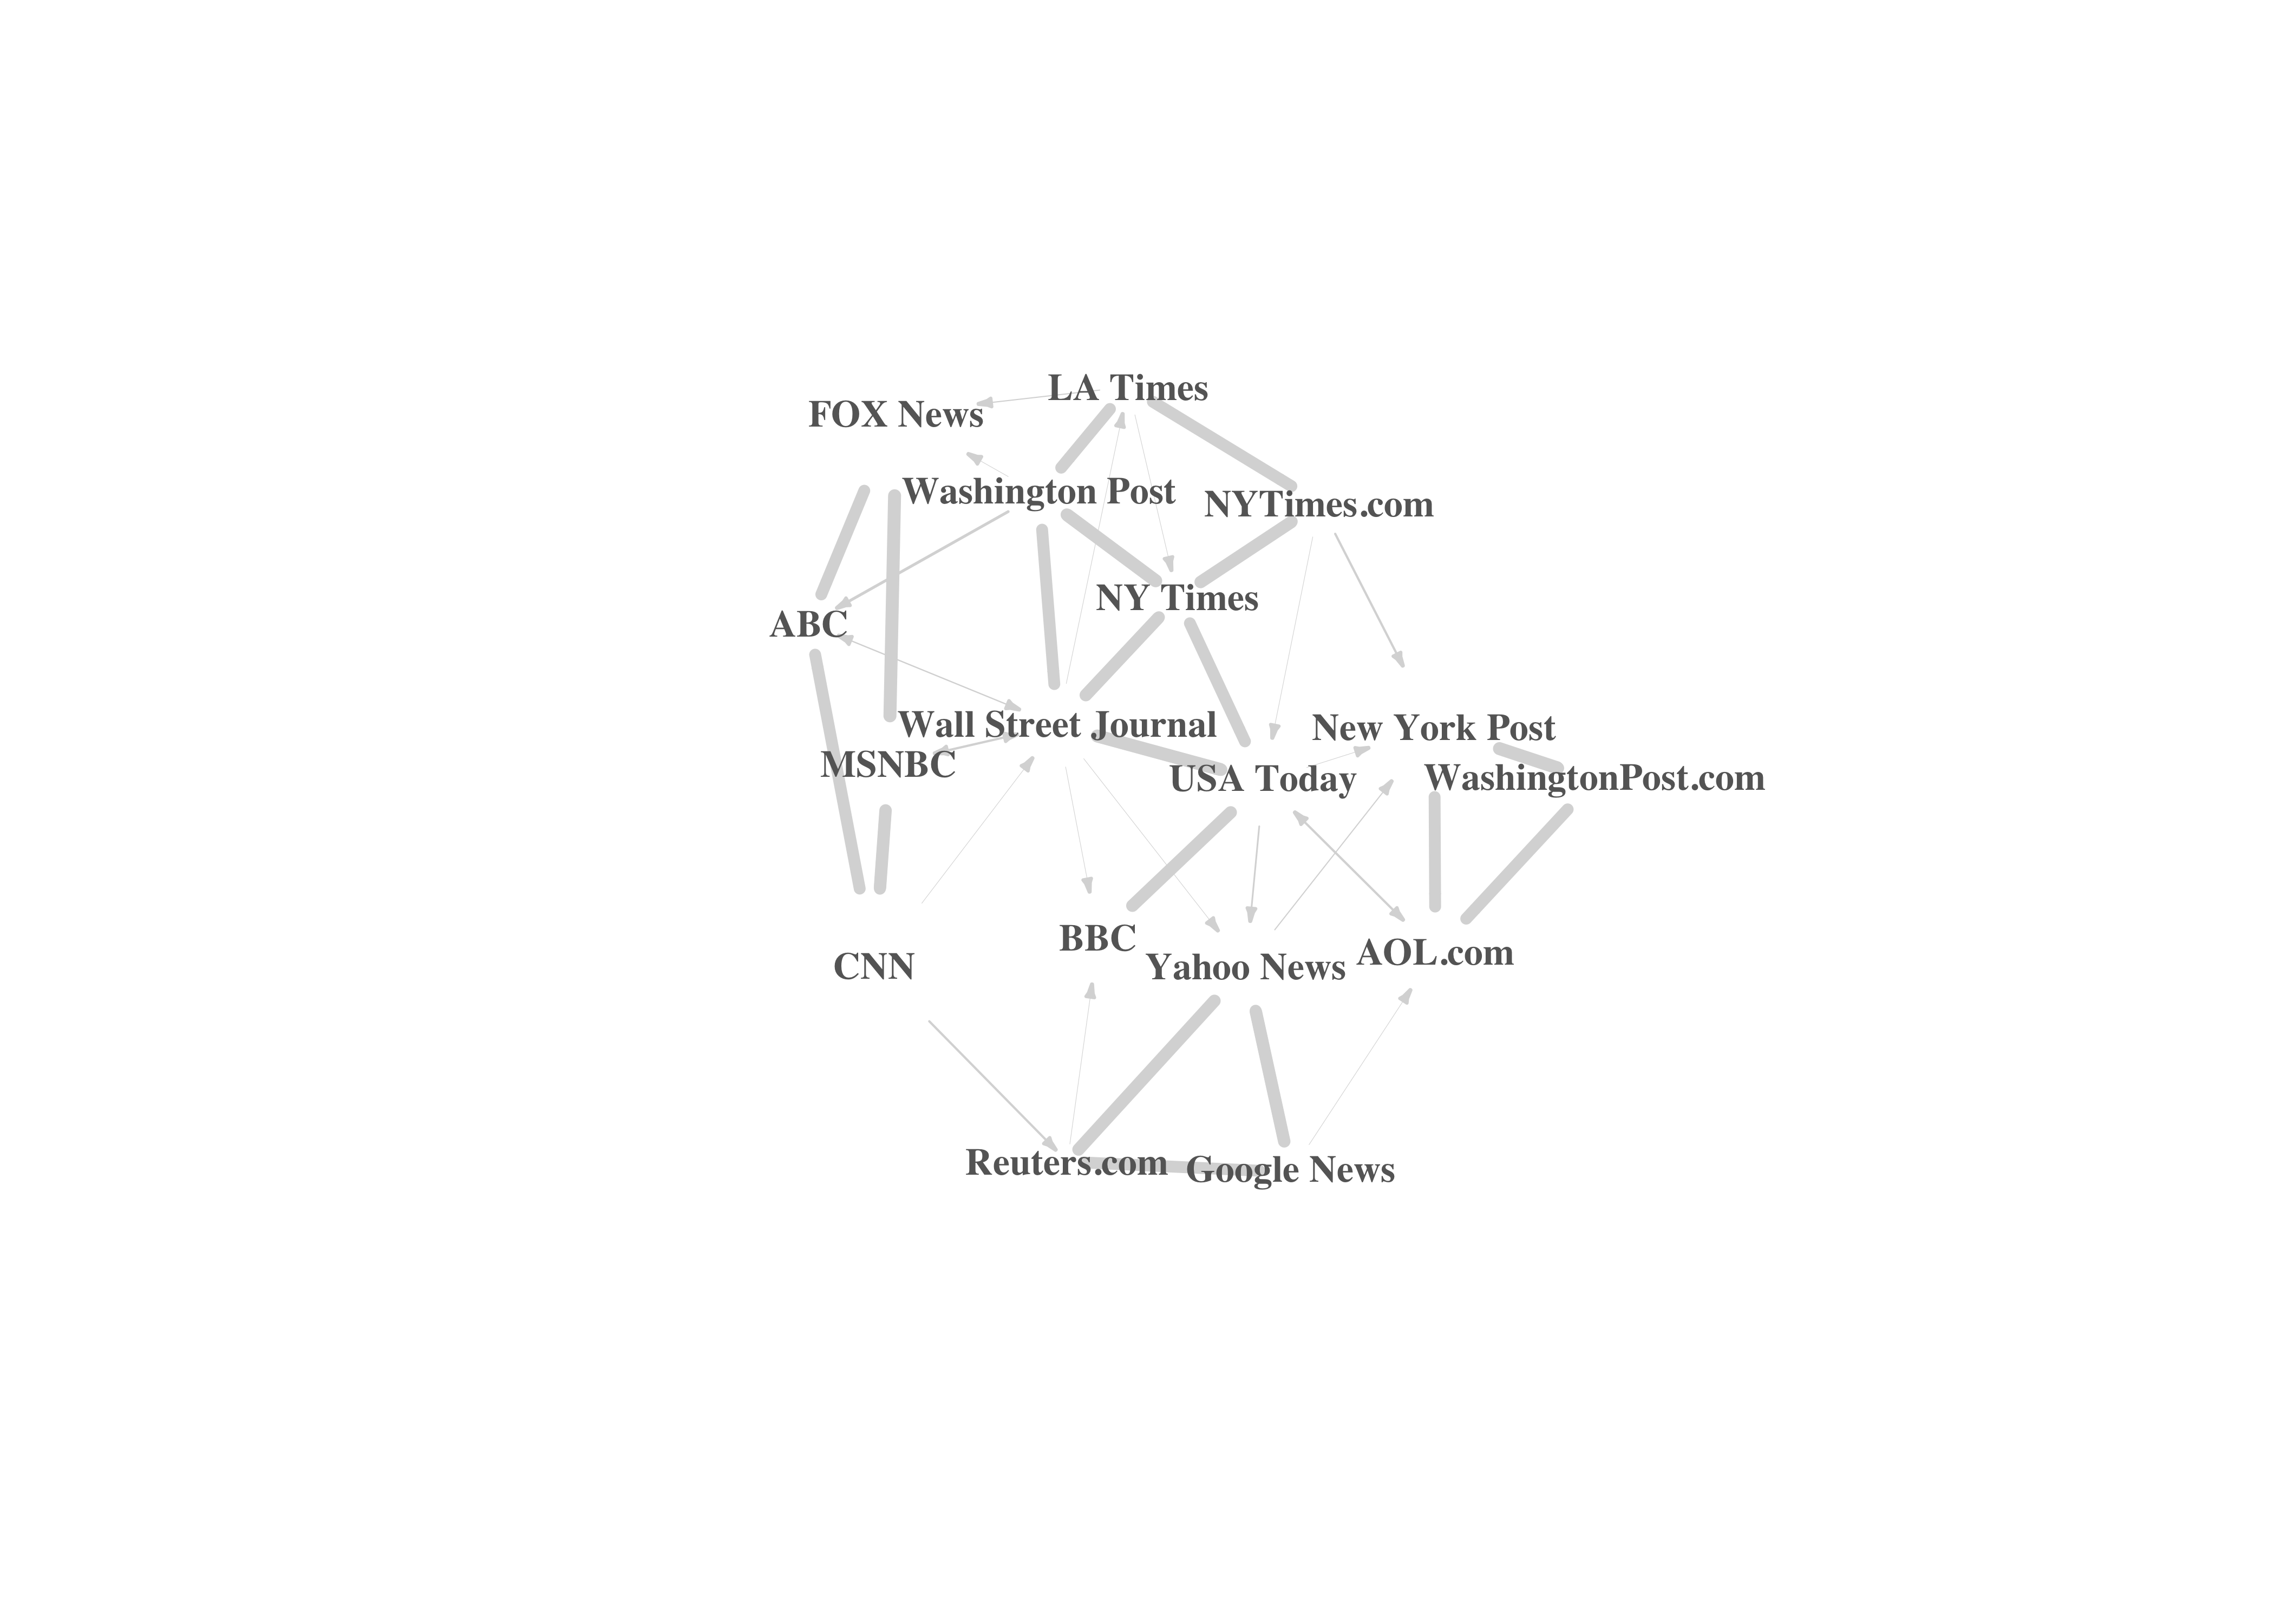 LA Times
FOX News
Washington Post
NYTimes.com
NY Times
ABC
Wall Street Journal
New York Post
MSNBC
USA Today
WashingtonPost.com
BBC
CNN
Yahoo News
AOL.com
Reuters.com
Google News